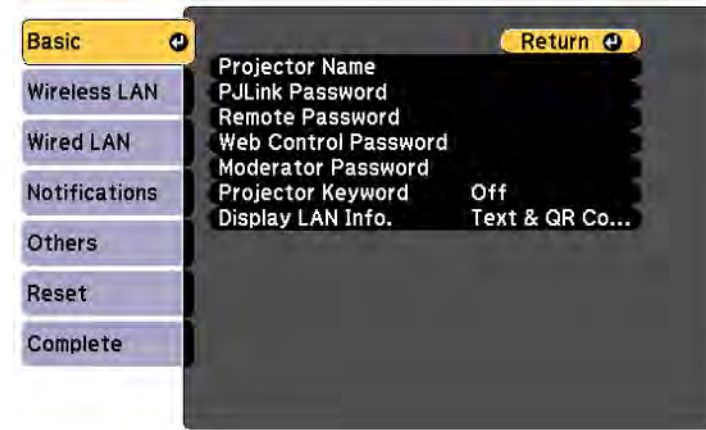 Basic
Wireless LAN
Wired LAN
Notifications
Others
Reset
Complete
Return
Projector Name
PJLink Password
Remote Password
Web Control Password
Moderator Password
Projector Keyword Off
Display LAN Info. Text & QR Co...